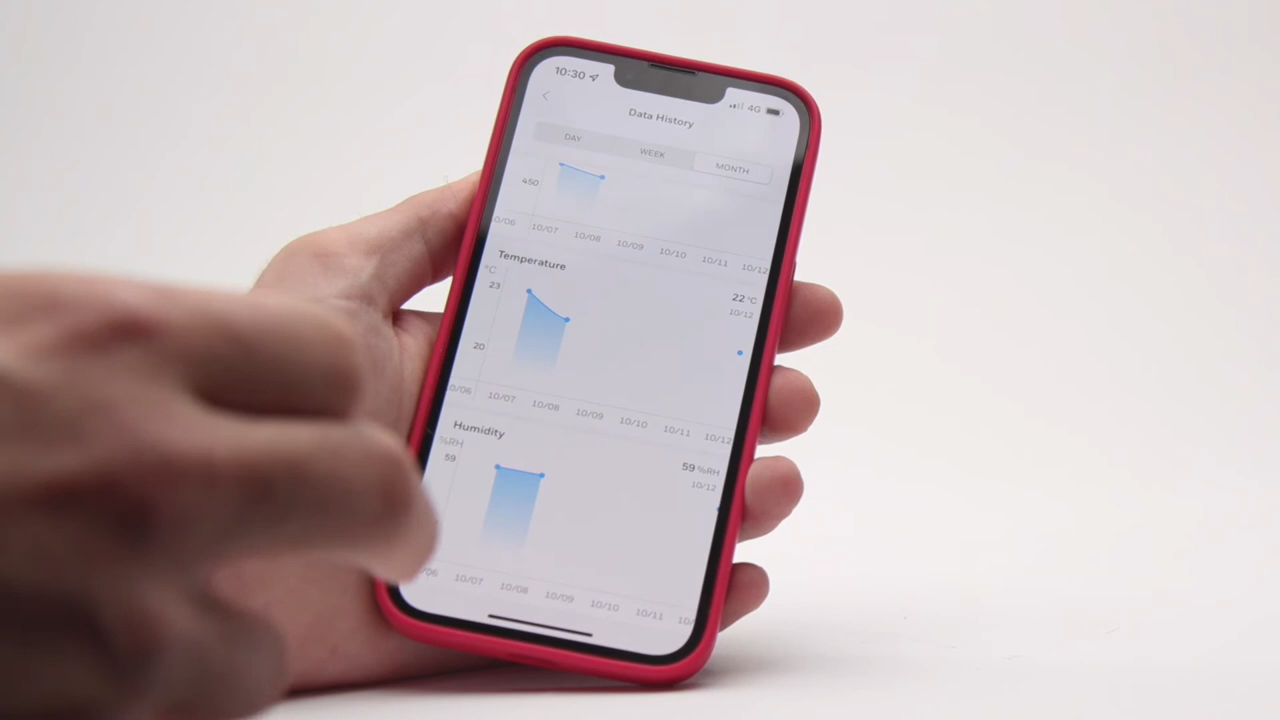 10:30 4G
Data History
DAY WEEK MONTH
450
0/06 10/07 10/08 10/09 10/10 10/11 10/12
Temperature
°C
22 °C
23
10/12
20
0/06 10/07 10/08 10/09 10/10 10/11 10/12
Humidity
%RH
59 %RH
59
10/12
/06 10/07 10/08 10/09 10/10 10/11 10/